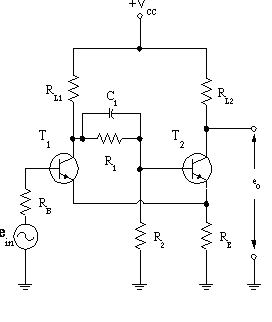 +V CC
R L1
C 1
R L2
T 1
T 2
R 1
e o
R B
e in
R 2
R E